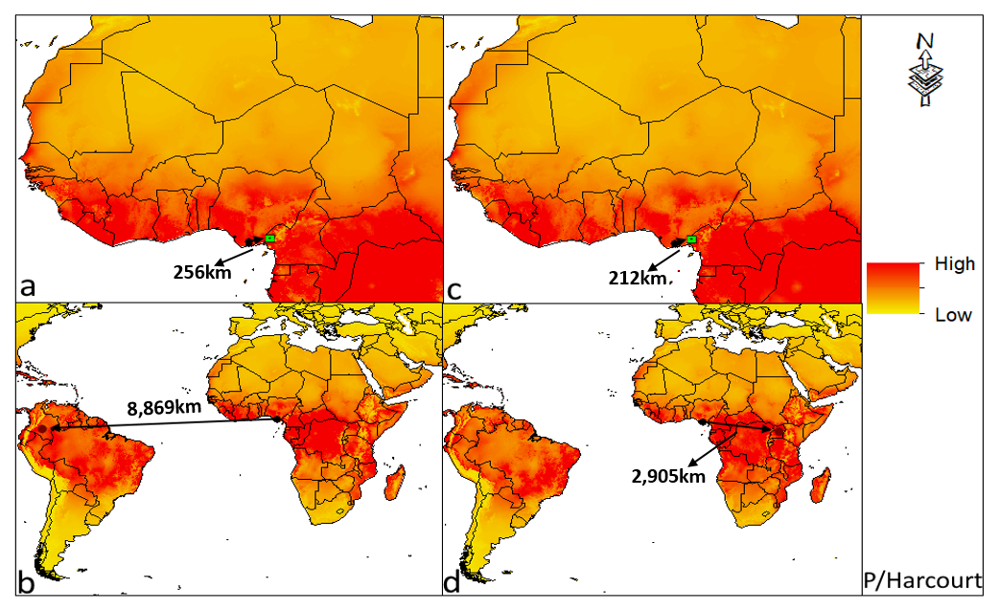 N
256km
a
212km
c
High
Low
8,869km
b
2,905km
d
P/Harcourt